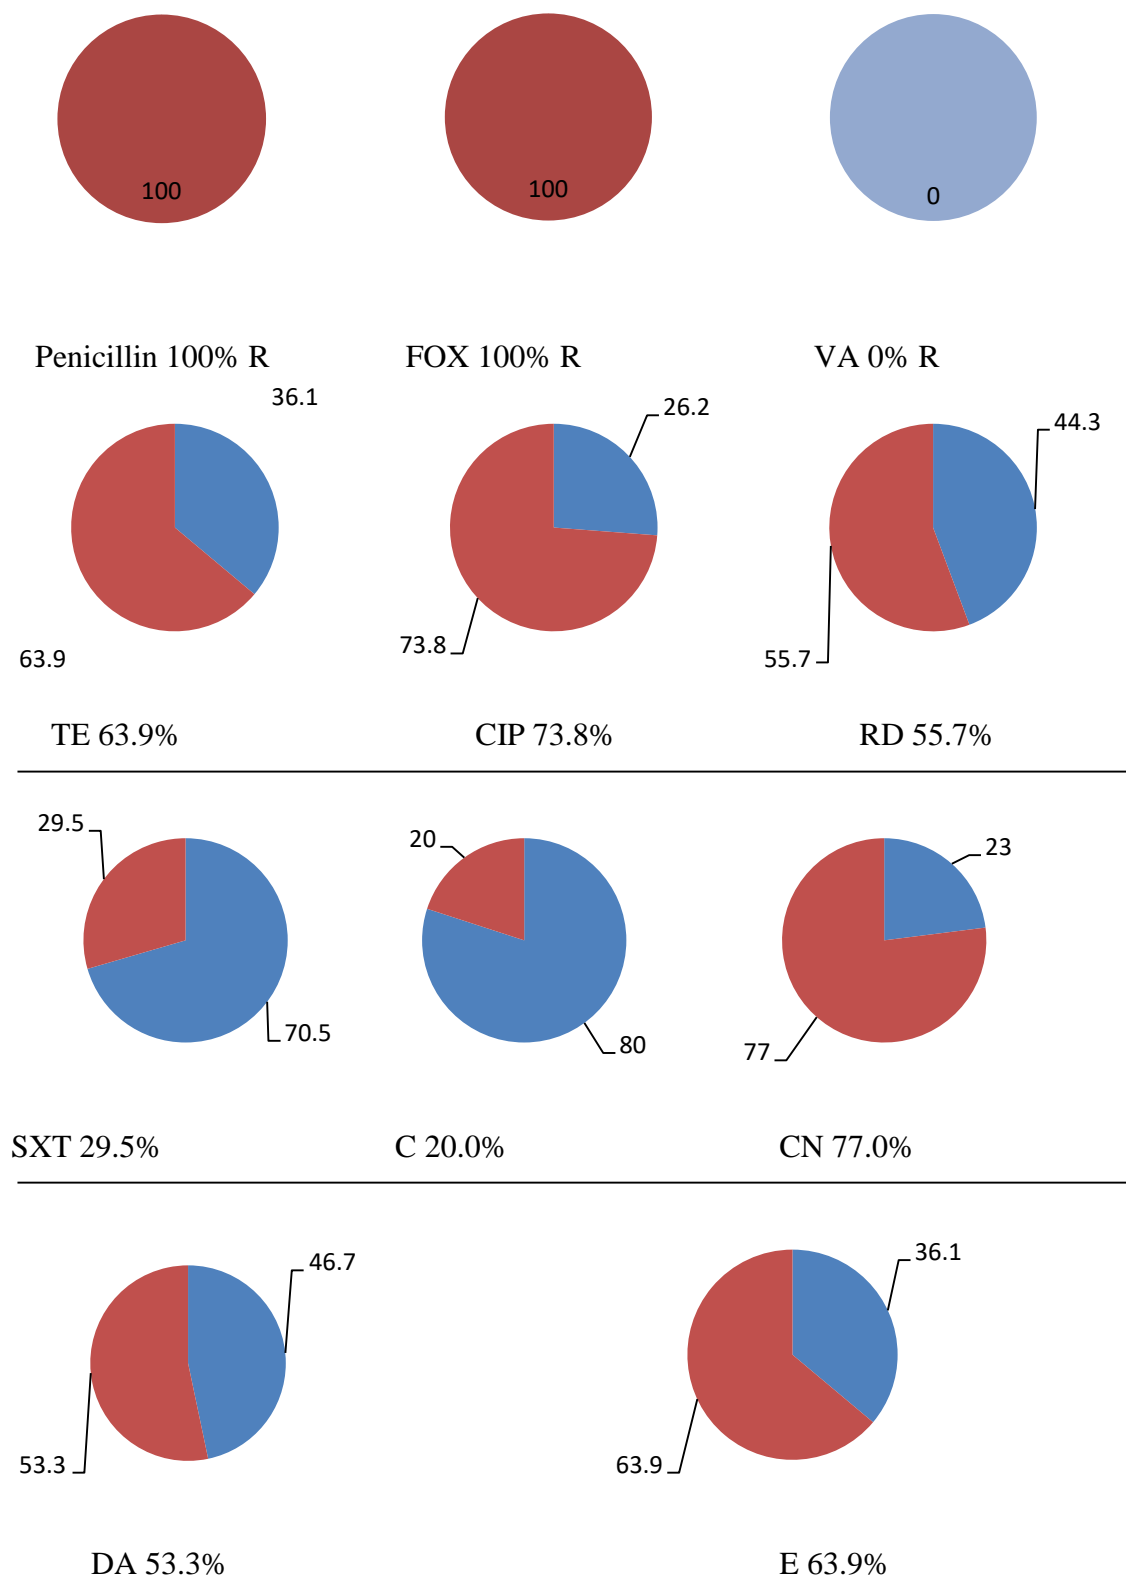 100
100
0
Penicillin 100% R
FOX 100% R
VA 0% R
36.1
63.9
26.2
73.8
44.3
55.7
TE 63.9%
CIP 73.8%
RD 55.7%
29.5
70.5
20
80
23
77
SXT 29.5%
C 20.0%
CN 77.0%
46.7
53.3
36.1
63.9
DA 53.3%
E 63.9%